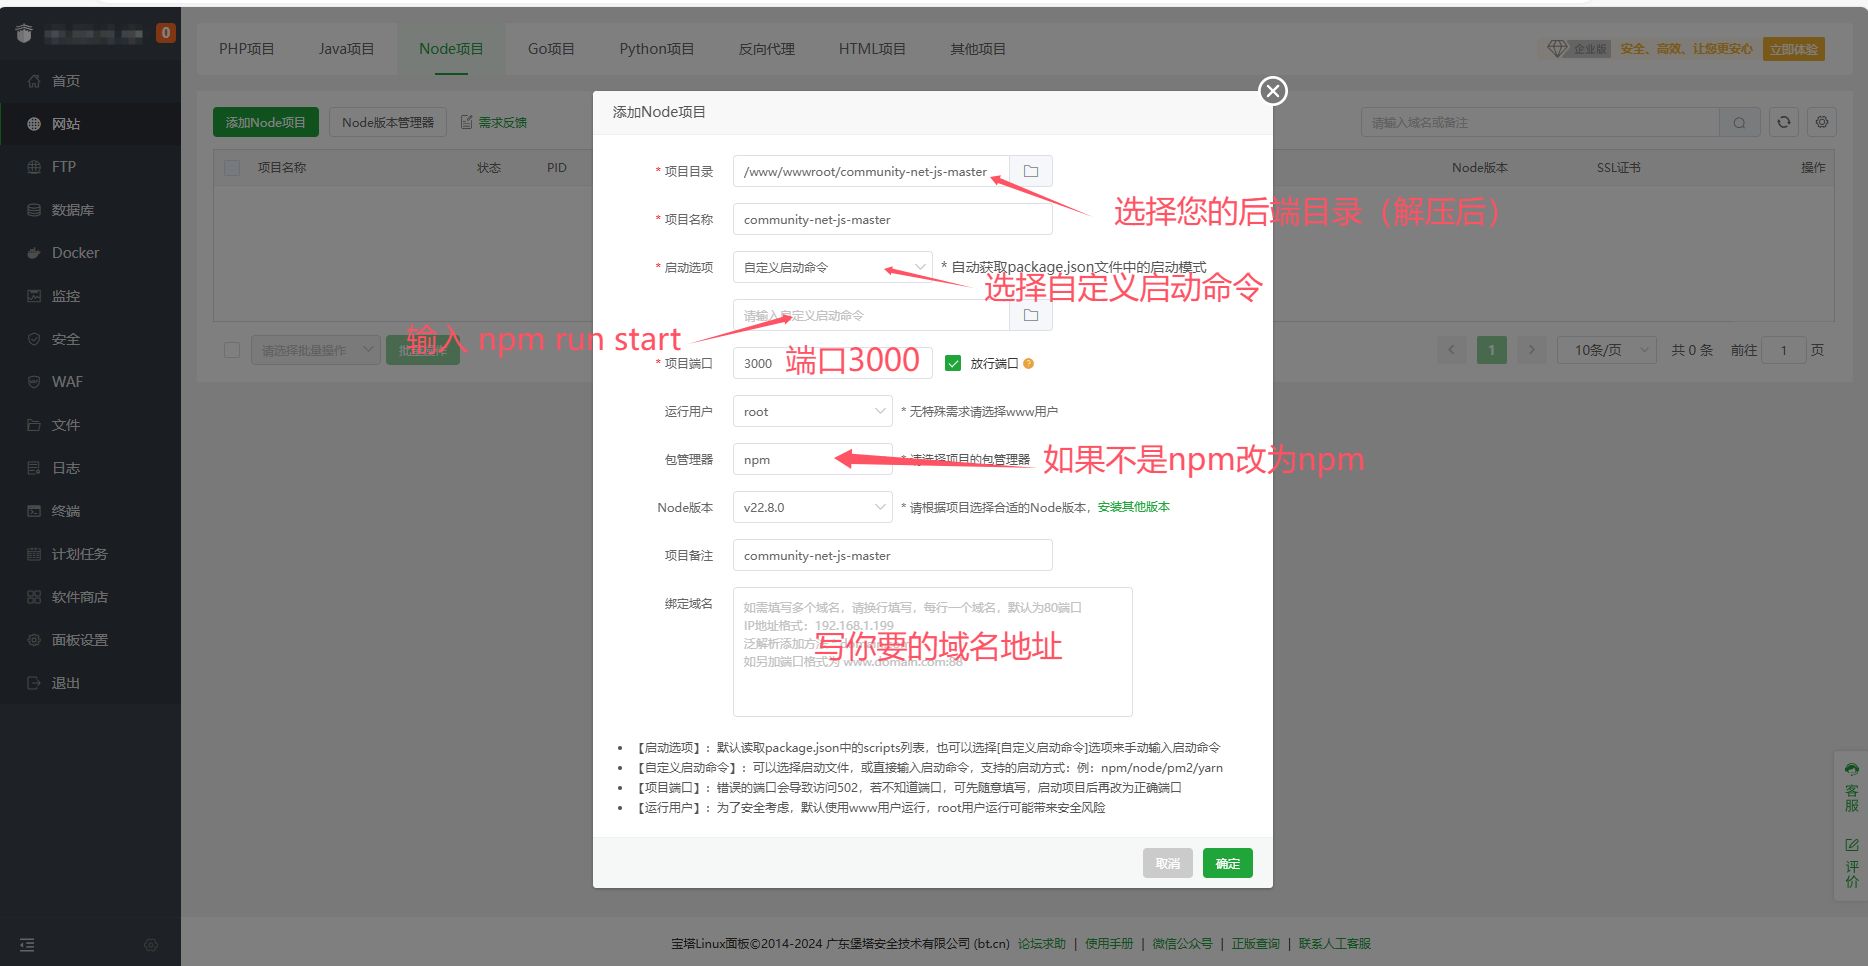 0
首页
网站
FTP
数据库
Docker
监控
安全
WAF
文件
日志
终端
计划任务
软件商店
面板设置
退出
PHP项目 Java项目 Node项目 Go项目 Python项目 反向代理 HTML项目 其他项目
企业版 安全、高效、让您更安心 立即体验
添加Node项目 Node版本管理器 需求反馈
请输入域名或备注
项目名称 状态 PID Node版本 SSL证书 操作
请选择批量操作 批量操作
1 10条/页 共 0 条 前往 1 页
添加Node项目
* 项目目录 /www/wwwroot/community-net-js-master
选择您的后端目录（解压后）
* 项目名称 community-net-js-master
* 启动选项 自定义启动命令 * 自动获取package.json文件中的启动模式
选择自定义启动命令
请输入自定义启动命令
输入 npm run start
* 项目端口 3000 端口3000 放行端口 ?
运行用户 root * 无特殊需求请选择www用户
包管理器 npm * 请选择项目的包管理器
如果不是npm改为npm
Node版本 v22.8.0 * 请根据项目选择合适的Node版本，安装其他版本
项目备注 community-net-js-master
绑定域名 如需填写多个域名，请换行填写，每行一个域名，默认为80端口
IP地址格式：192.168.1.199
泛解析添加方法
如另加端口格式为 www.domain.com:88
写你要的域名地址
• 【启动选项】：默认读取package.json中的scripts列表，也可以选择[自定义启动命令]选项来手动输入启动命令
• 【自定义启动命令】：可以选择启动文件，或直接输入启动命令，支持的启动方式：例：npm/node/pm2/yarn
• 【项目端口】：错误的端口会导致访问502，若不知道端口，可先随意填写，启动项目后再改为正确端口
• 【运行用户】：为了安全考虑，默认使用www用户运行，root用户运行可能带来安全风险
取消 确定
客服
评价
宝塔Linux面板©2014-2024 广东堡塔安全技术有限公司 (bt.cn) 论坛求助 | 使用手册 | 微信公众号 | 正版查询 | 联系人工客服